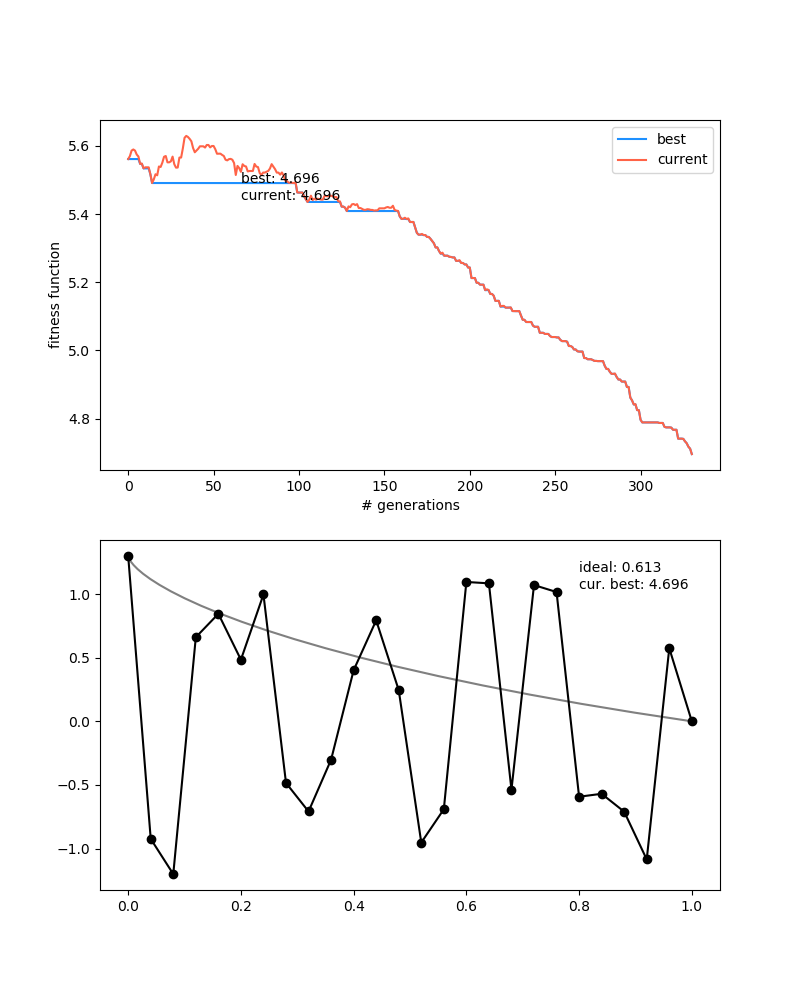 5.6
5.4
5.2
5.0
4.8
fitness function
best
current
best: 4.696
current: 4.696
0 50 100 150 200 250 300
# generations
1.0
0.5
0.0
−0.5
−1.0
ideal: 0.613
cur. best: 4.696
0.0 0.2 0.4 0.6 0.8 1.0